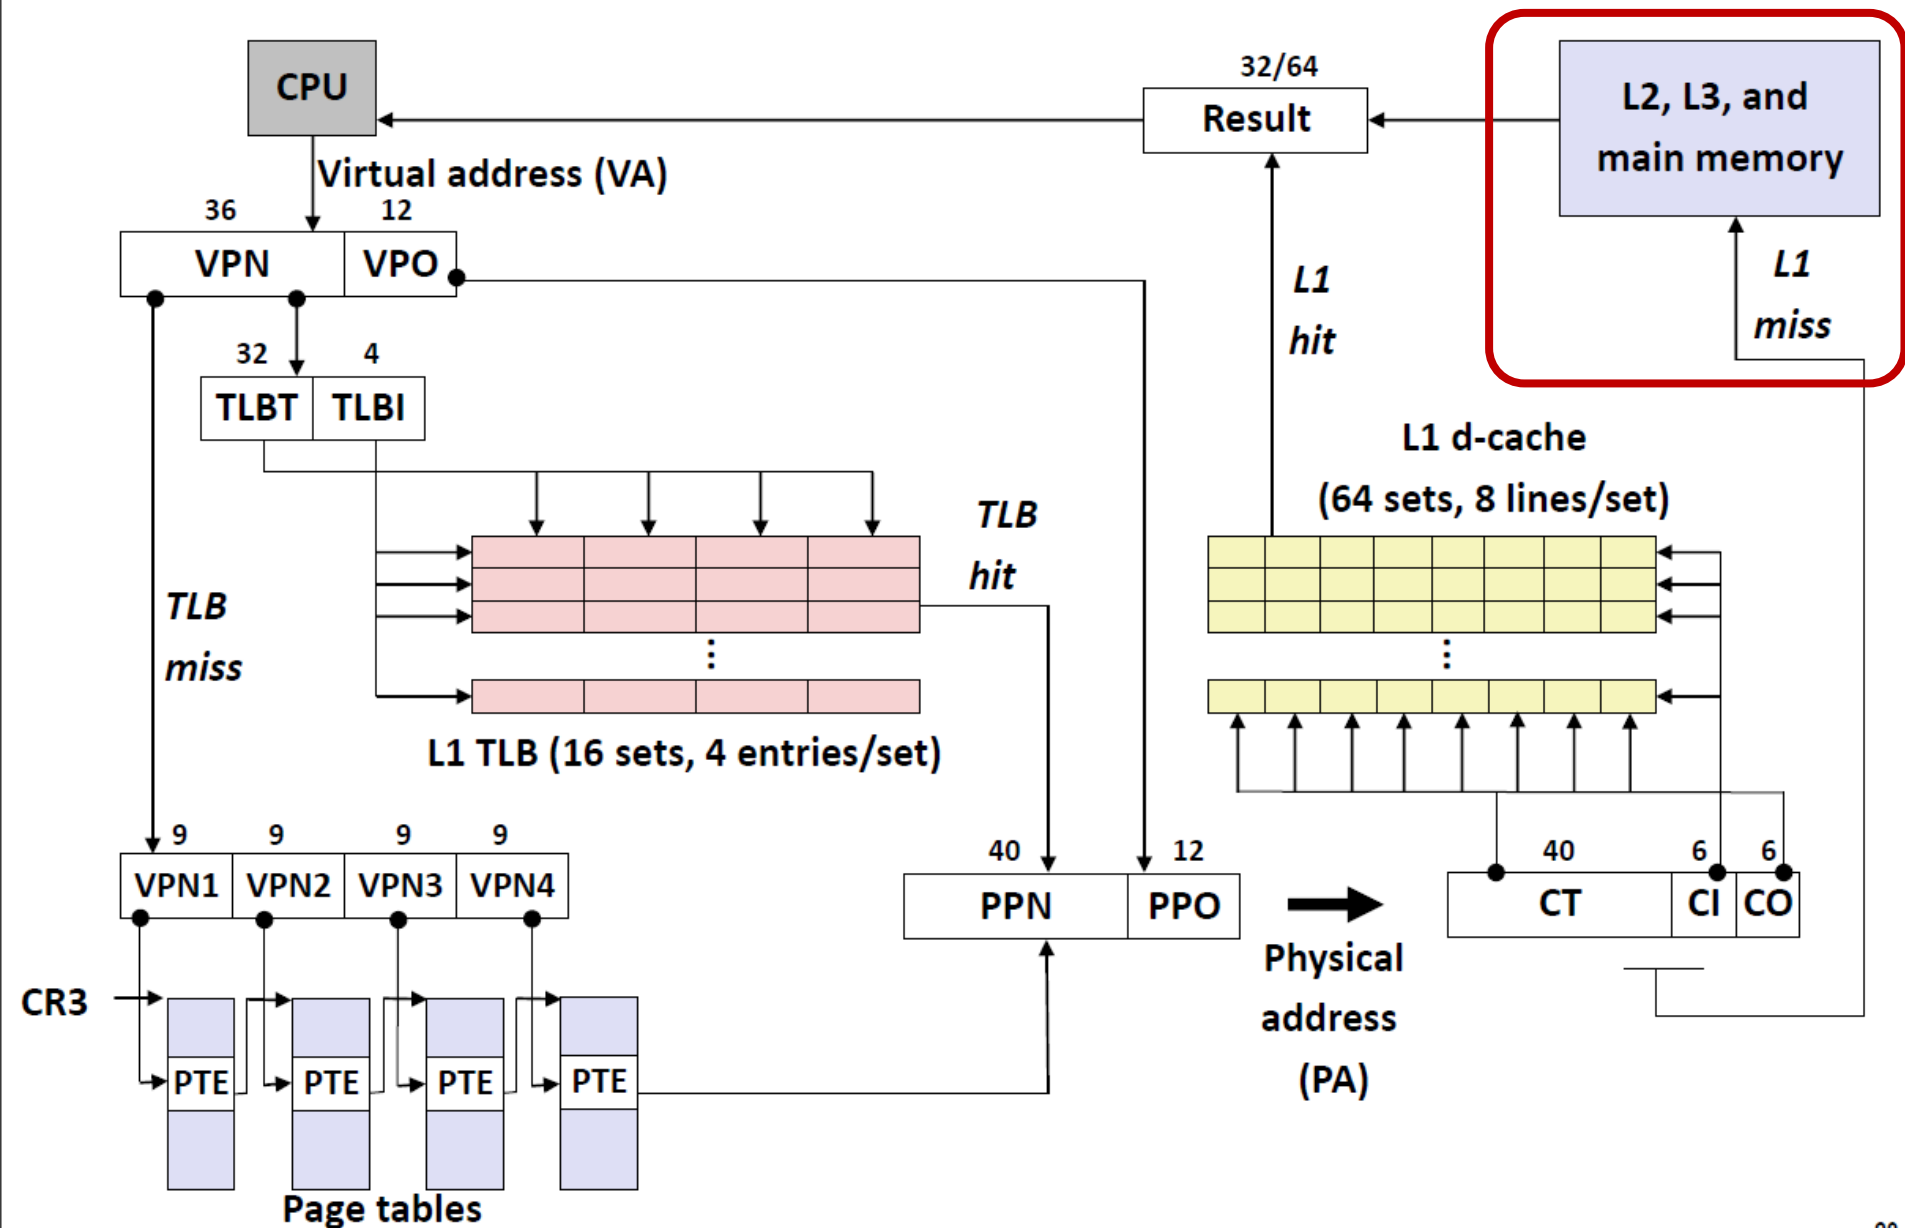 CPU
32/64
Result
L2, L3, and
main memory
Virtual address (VA)
36
12
VPN
VPO
L1
hit
L1
miss
32
4
TLBT
TLBI
L1 d-cache
(64 sets, 8 lines/set)
TLB
hit
TLB
miss
...
...
L1 TLB (16 sets, 4 entries/set)
9
9
9
9
VPN1
VPN2
VPN3
VPN4
40
12
PPN
PPO
40
6
6
CT
CI
CO
Physical
address
(PA)
CR3
PTE
PTE
PTE
PTE
Page tables